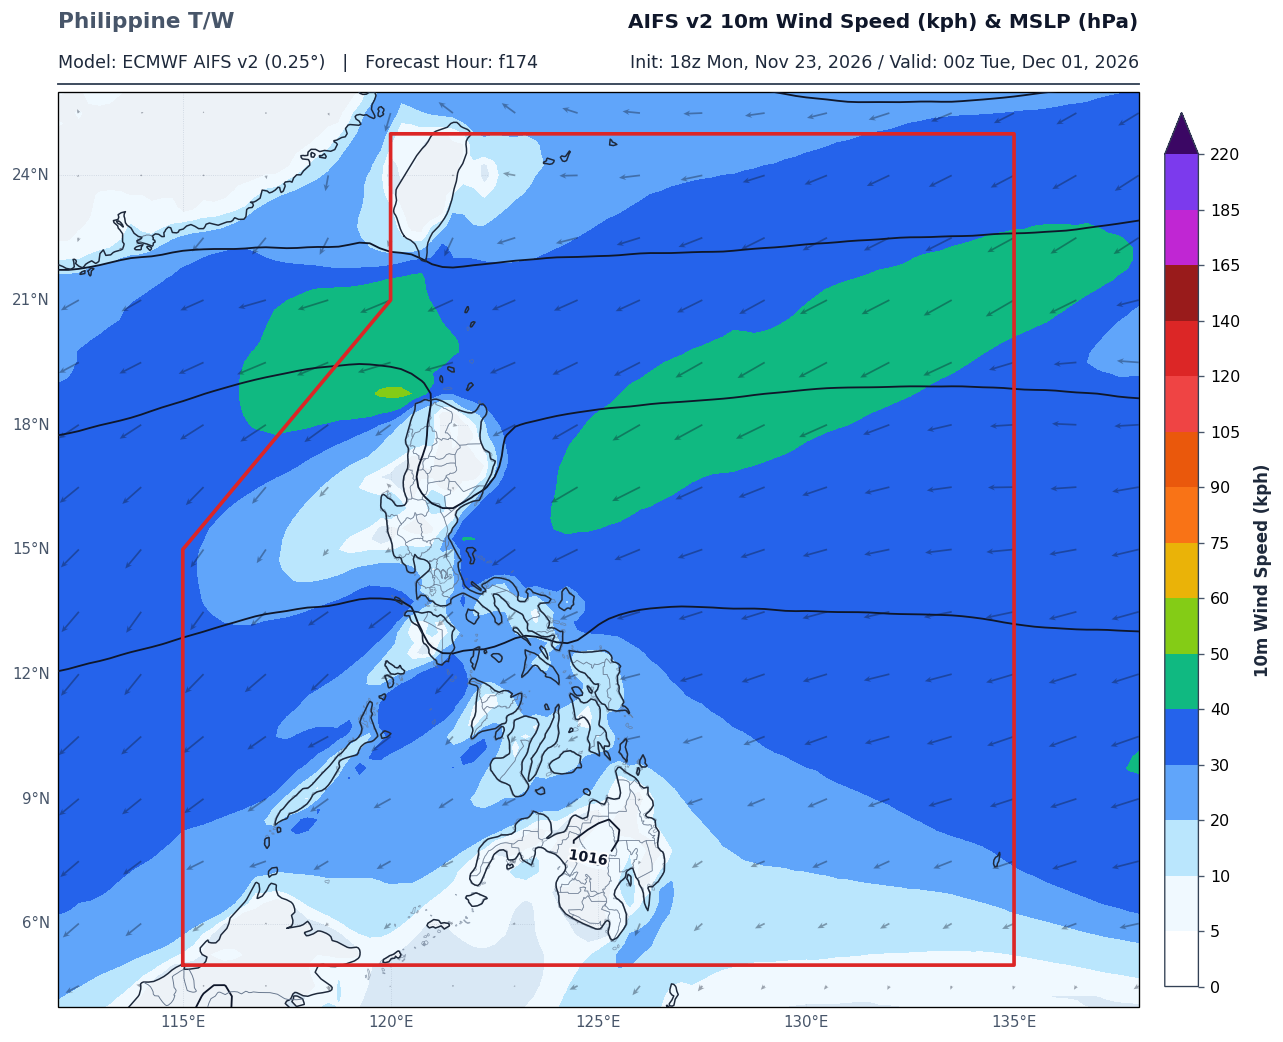 Philippine T/W
AIFS v2 10m Wind Speed (kph) & MSLP (hPa)
Model: ECMWF AIFS v2 (0.25°) | Forecast Hour: f174
Init: 18z Mon, Nov 23, 2026 / Valid: 00z Tue, Dec 01, 2026
24°N
21°N
18°N
15°N
12°N
9°N
6°N
1016
115°E
120°E
125°E
130°E
135°E
220
185
165
140
120
105
90
75
60
50
40
30
20
10
5
0
10m Wind Speed (kph)